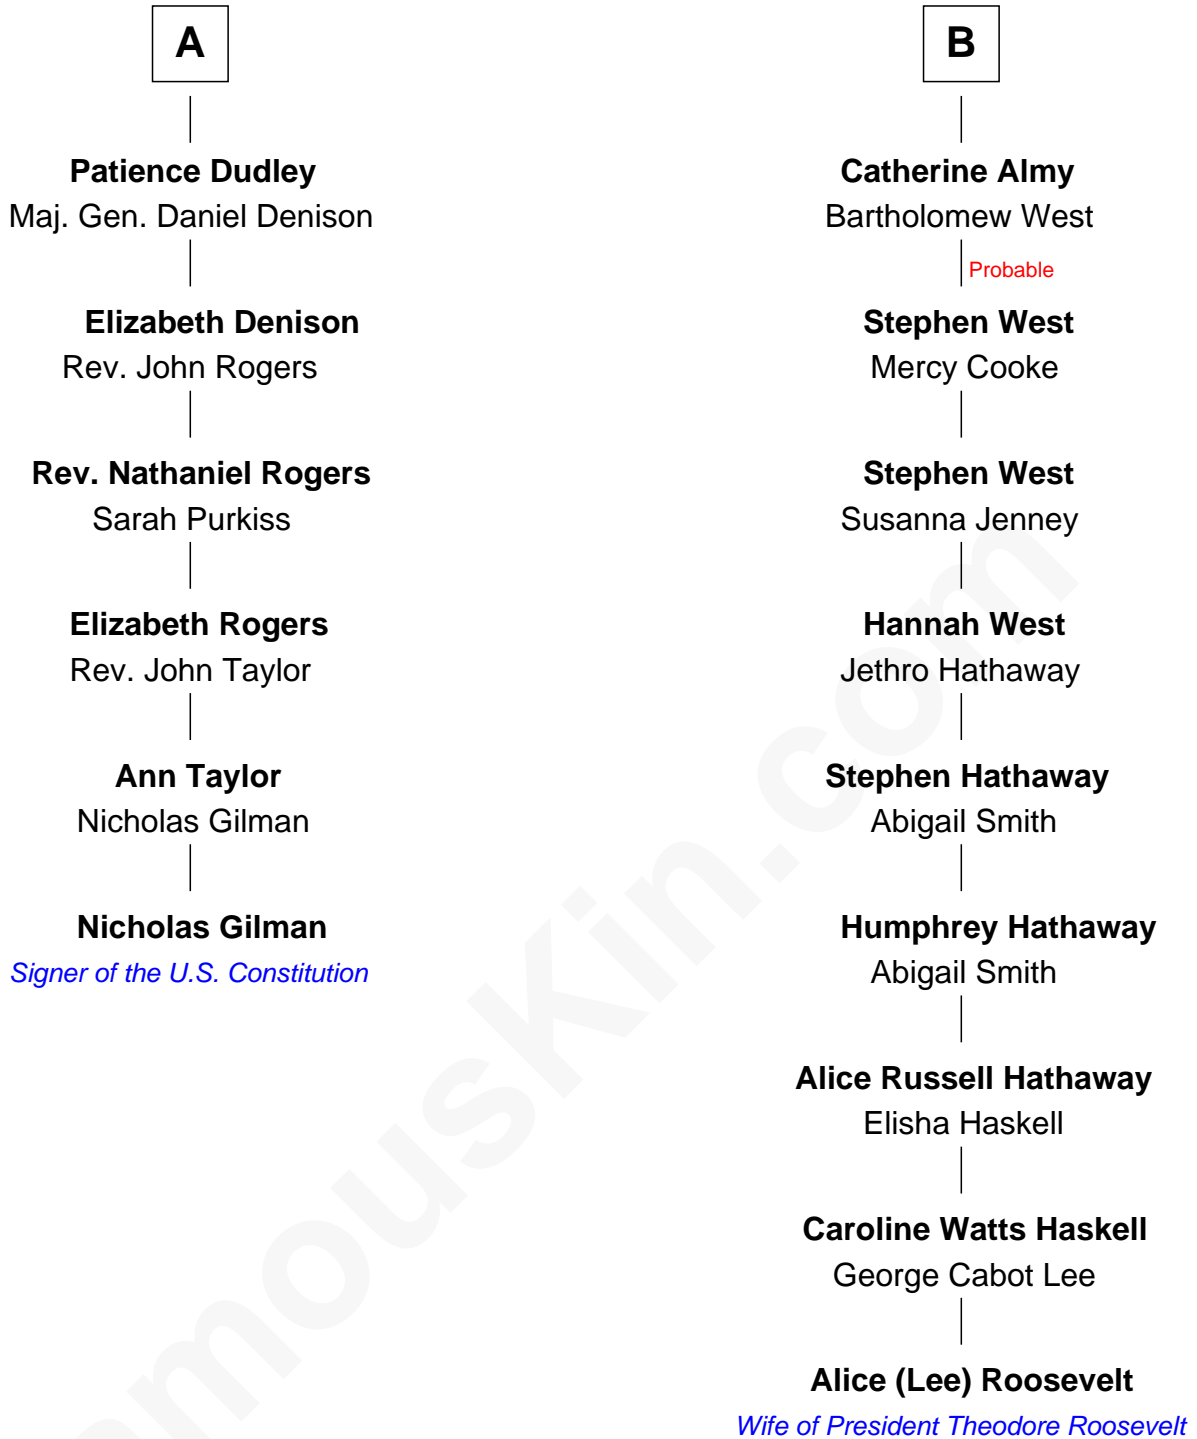 A
Patience Dudley
Maj. Gen. Daniel Denison
Elizabeth Denison
Rev. John Rogers
Rev. Nathaniel Rogers
Sarah Purkiss
Elizabeth Rogers
Rev. John Taylor
Ann Taylor
Nicholas Gilman
Nicholas Gilman
Signer of the U.S. Constitution
B
Catherine Almy
Bartholomew West
Probable
Stephen West
Mercy Cooke
Stephen West
Susanna Jenney
Hannah West
Jethro Hathaway
Stephen Hathaway
Abigail Smith
Humphrey Hathaway
Abigail Smith
Alice Russell Hathaway
Elisha Haskell
Caroline Watts Haskell
George Cabot Lee
Alice (Lee) Roosevelt
Wife of President Theodore Roosevelt
amouskin.com